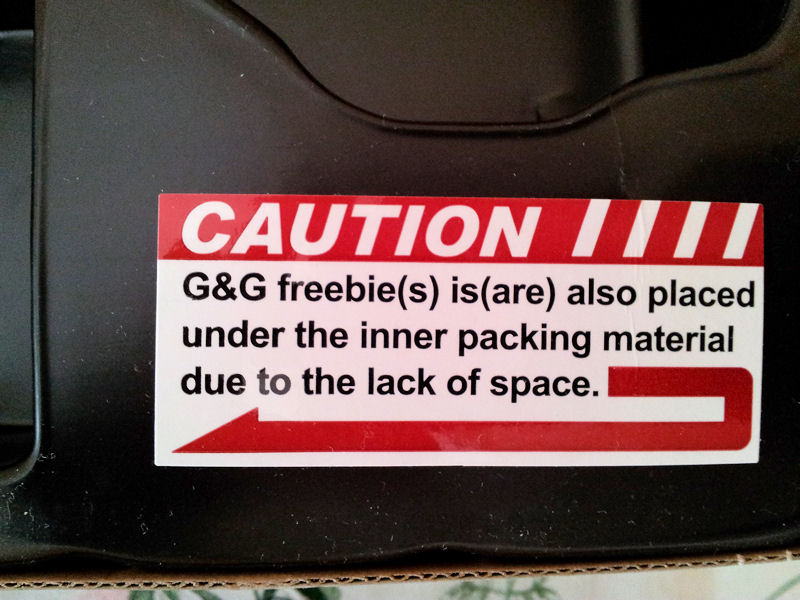 CAUTION
G&G freebie(s) is(are) also placed
under the inner packing material
due to the lack of space.